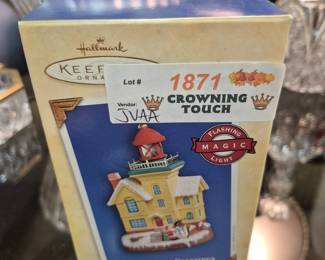 Hallmark
KEEP
ORNA
Lot # 1871
Vendor:
JVAA
CROWNING
TOUCH
FLASHING
MAGIC
LIGHT